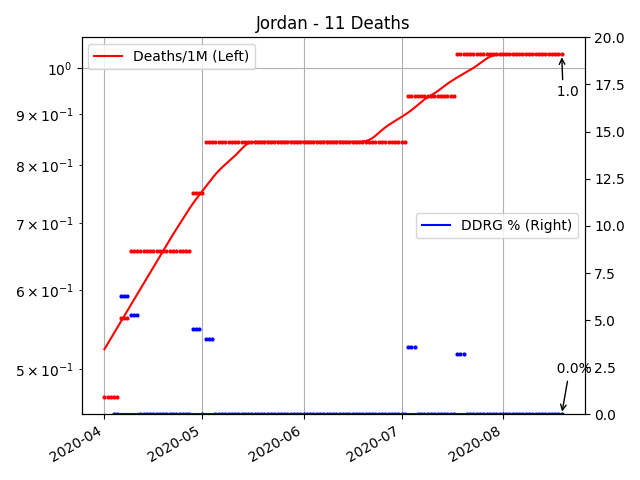 Jordan - 11 Deaths
Deaths/1M (Left)
DDRG % (Right)
1.0
0.0%
10⁰
9 × 10⁻¹
8 × 10⁻¹
7 × 10⁻¹
6 × 10⁻¹
5 × 10⁻¹
20.0
17.5
15.0
12.5
10.0
7.5
5.0
2.5
0.0
2020-04
2020-05
2020-06
2020-07
2020-08